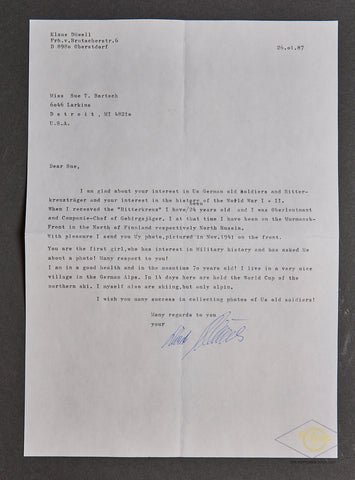 Klaus Düwell
Frh.v.Brutscherstr.6
D 8980 Oberstdorf
26.01.87
Miss Sue T. Bartsch
6046 Larkins
D e t r o i t , MI 48210
U.S.A.
Dear Sue,
I am glad about your interest in Us German old Soldiers and Ritter-
kreuzträger and your interest in the history of the World War I + II.
been
When I receaved the "Ritterkreuz" I have/24 years old and I was Oberleutnant
and Companie-Chef of Gebirgsjäger. I at that time I have been on the Murmansk-
Front in the North of Finnland respectively North Russia.
With pleasure I send you My photo,pictured in Nov.1941 on the front.
You are the first girl,who has interest in Military history and has asked Me
about a photo! Many respect to you!
I am in a good health and in the meantime 70 years old! I live in a very nice
village in the German Alps. In 14 days here are hold the World Cup of the
northern ski. I myself also are skiing,but only alpin.
I wish you many success in collecting photos of Us old soldiers!
Many regards to you
your